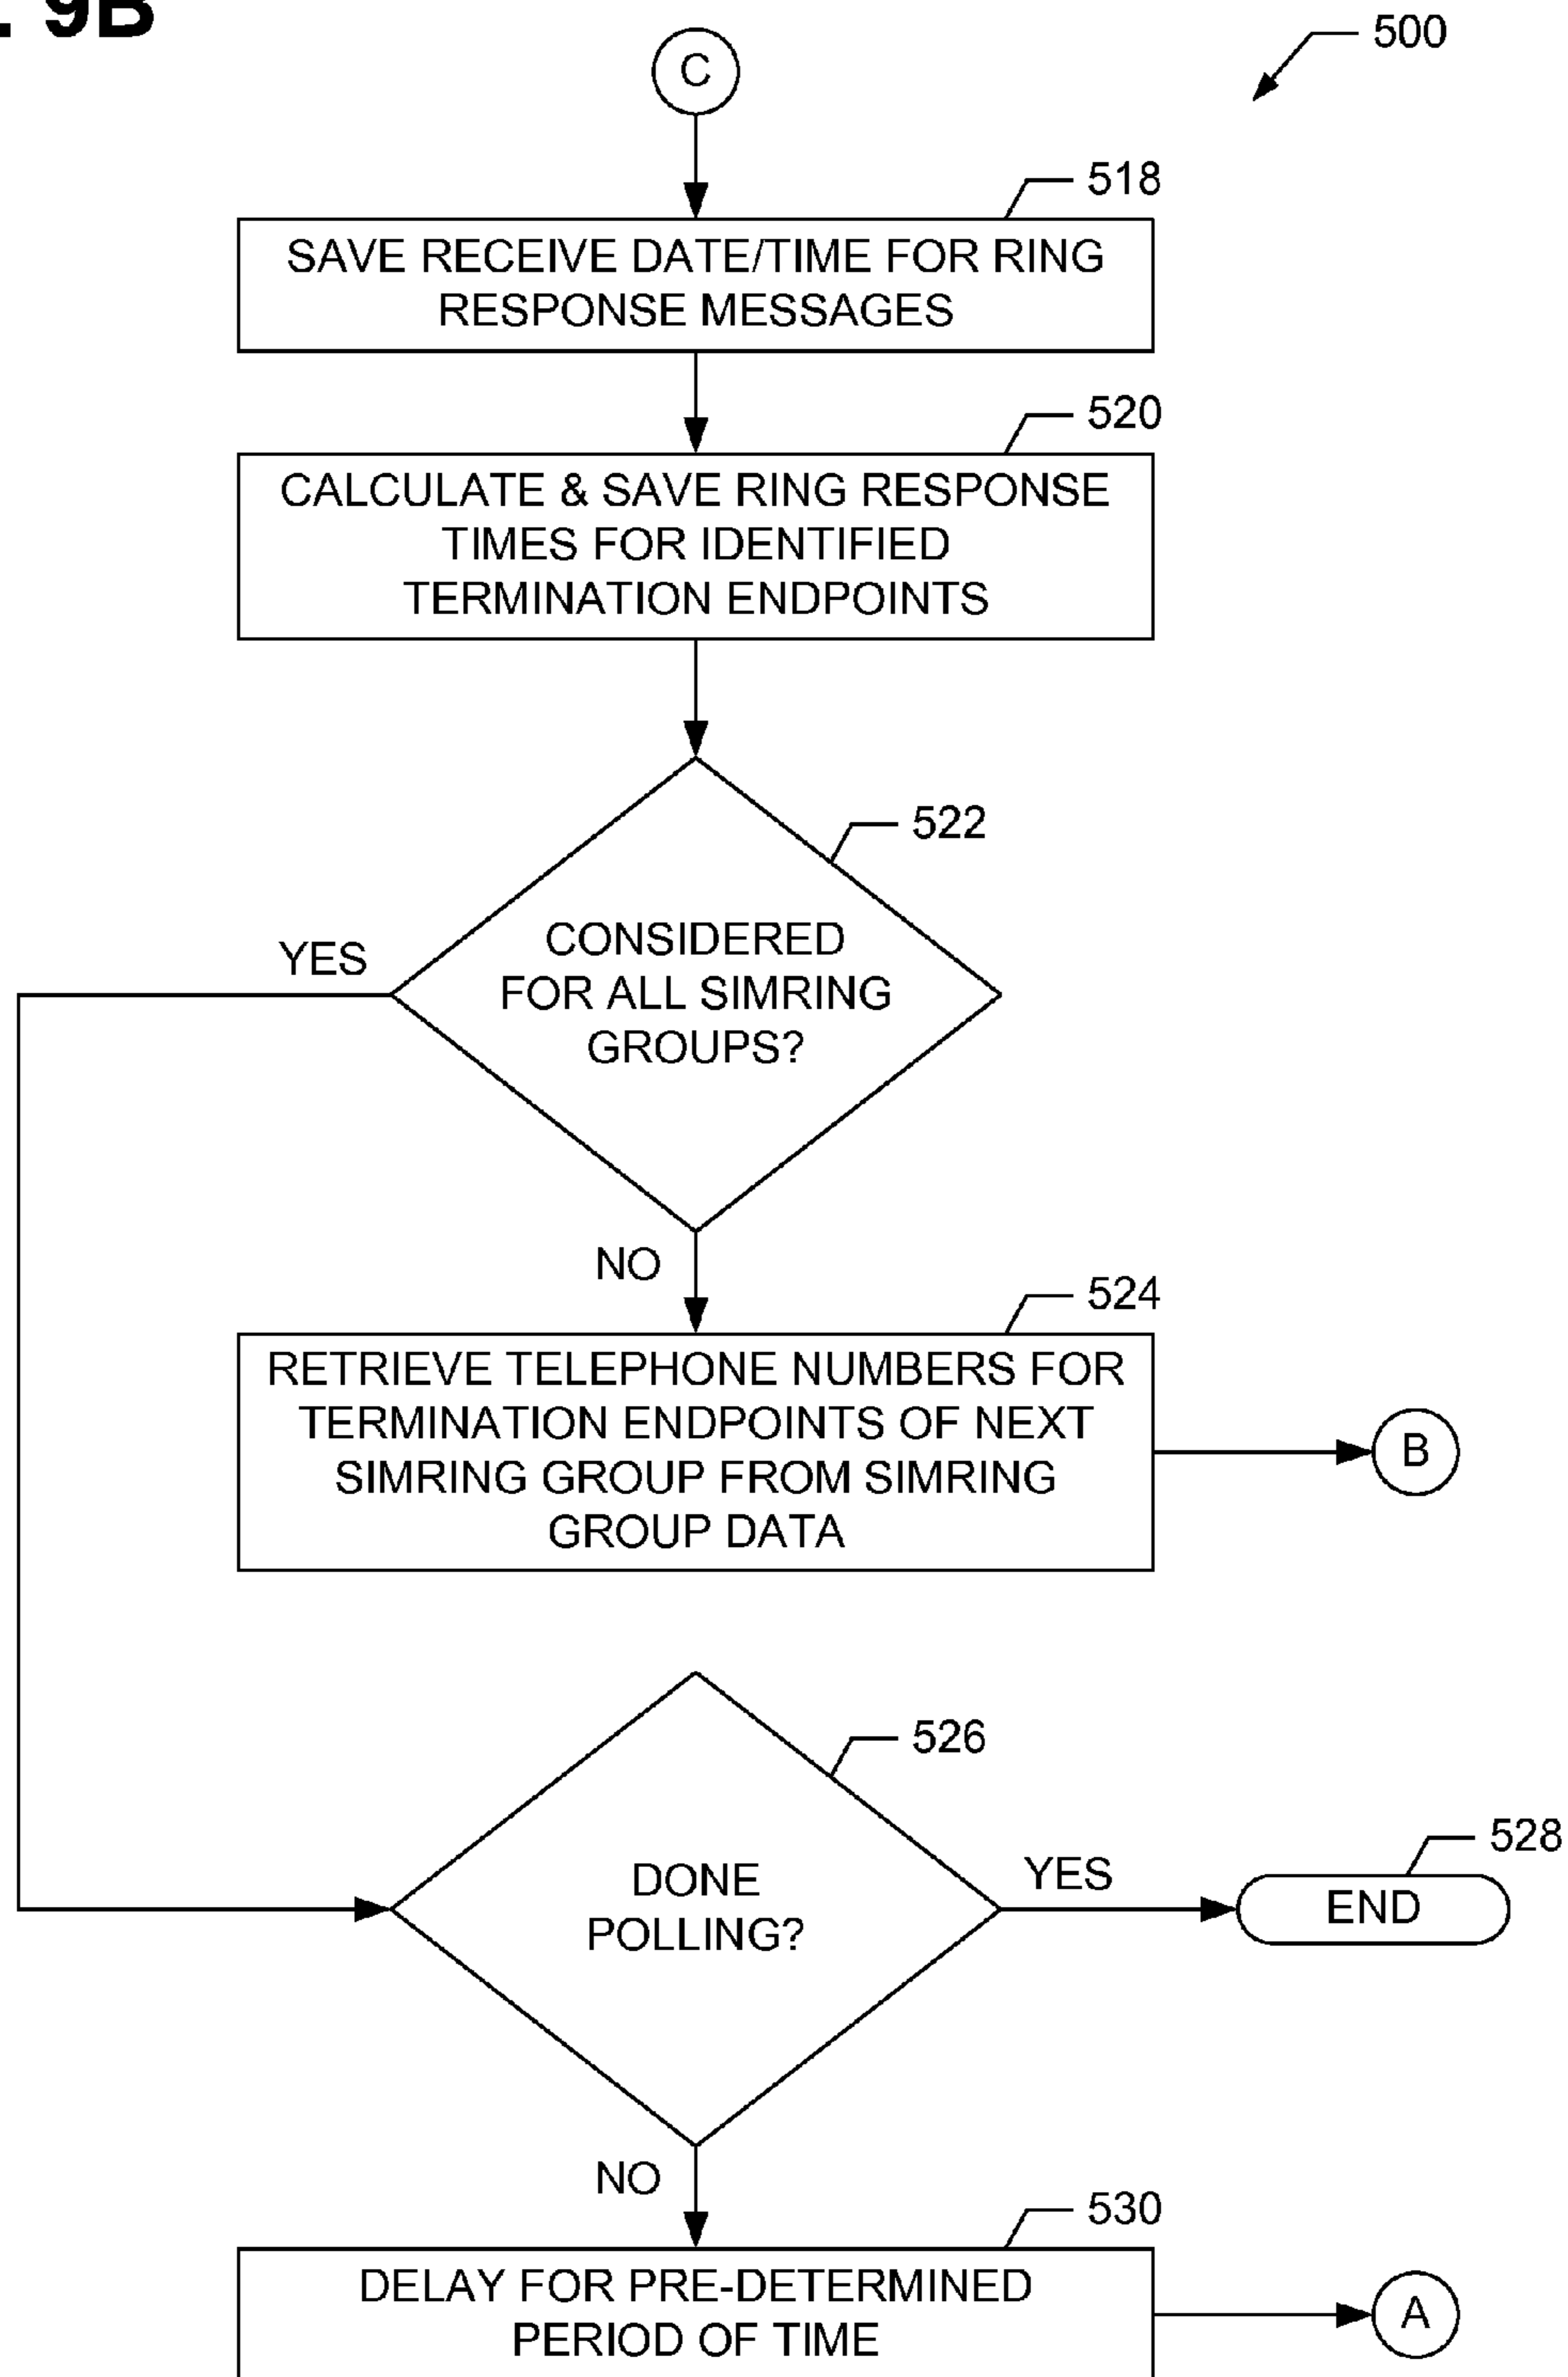 . 9B
500
C
518
SAVE RECEIVE DATE/TIME FOR RING
RESPONSE MESSAGES
520
CALCULATE & SAVE RING RESPONSE
TIMES FOR IDENTIFIED
TERMINATION ENDPOINTS
522
CONSIDERED
FOR ALL SIMRING
GROUPS?
YES
NO
524
RETRIEVE TELEPHONE NUMBERS FOR
TERMINATION ENDPOINTS OF NEXT
SIMRING GROUP FROM SIMRING
GROUP DATA
B
526
DONE
POLLING?
YES
528
END
NO
530
DELAY FOR PRE-DETERMINED
PERIOD OF TIME
A